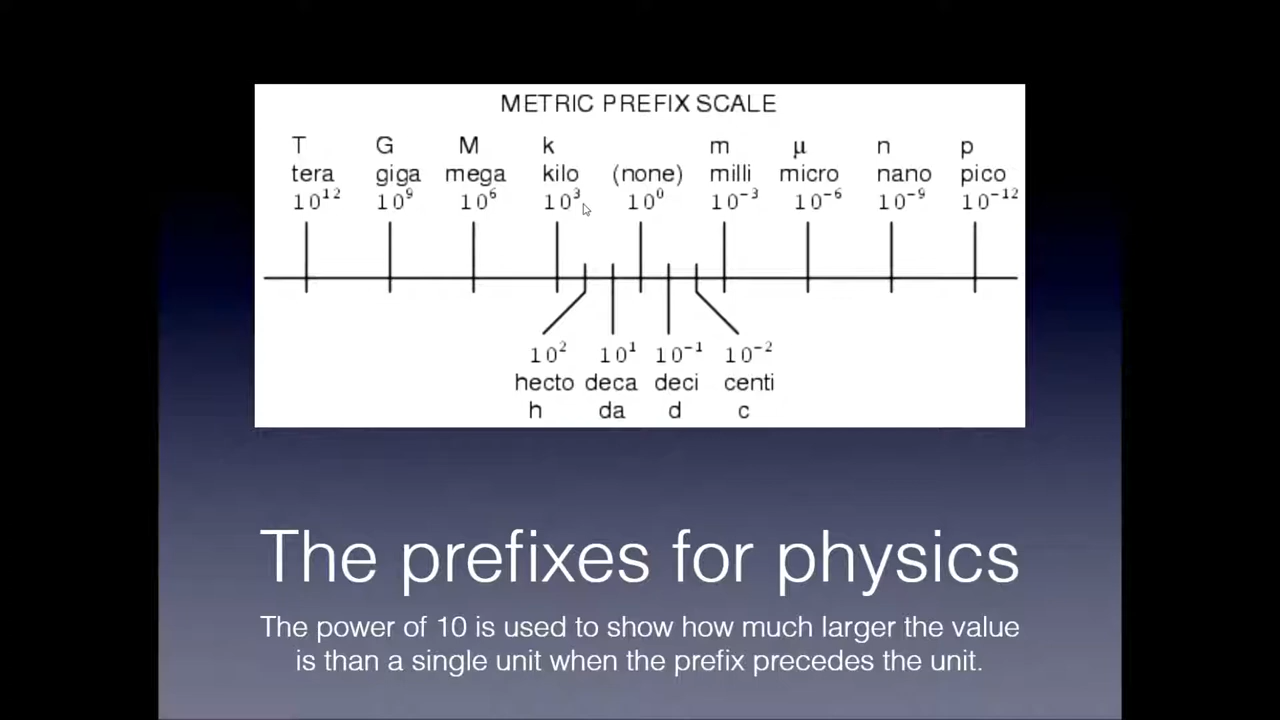 METRIC PREFIX SCALE
T G M k m μ n p
tera giga mega kilo (none) milli micro nano pico
10¹² 10⁹ 10⁶ 10³ 10⁰ 10⁻³ 10⁻⁶ 10⁻⁹ 10⁻¹²
10² 10¹ 10⁻¹ 10⁻²
hecto deca deci centi
h da d c
The prefixes for physics
The power of 10 is used to show how much larger the value
is than a single unit when the prefix precedes the unit.